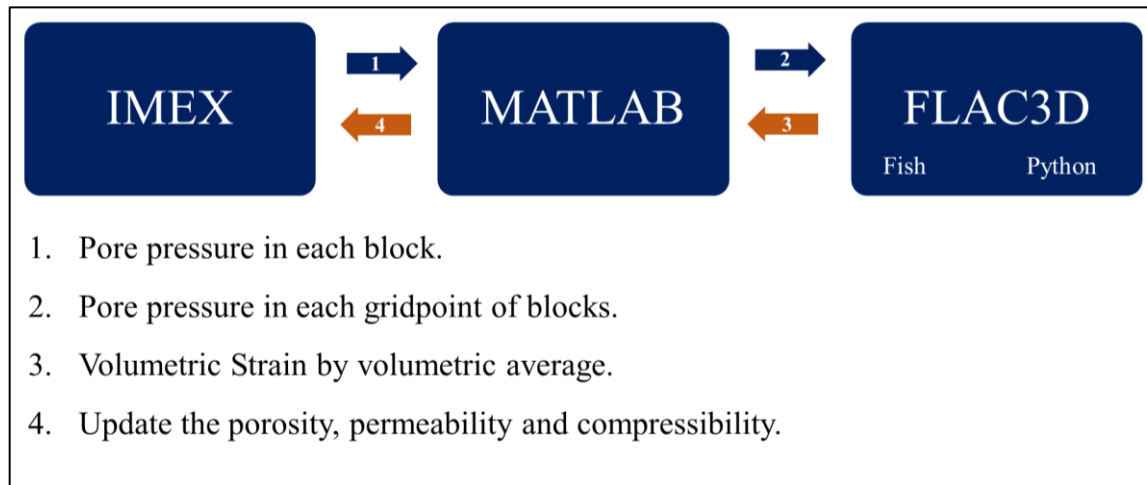 IMEX
1
4
MATLAB
2
3
FLAC3D
Fish Python
1. Pore pressure in each block.
2. Pore pressure in each gridpoint of blocks.
3. Volumetric Strain by volumetric average.
4. Update the porosity, permeability and compressibility.